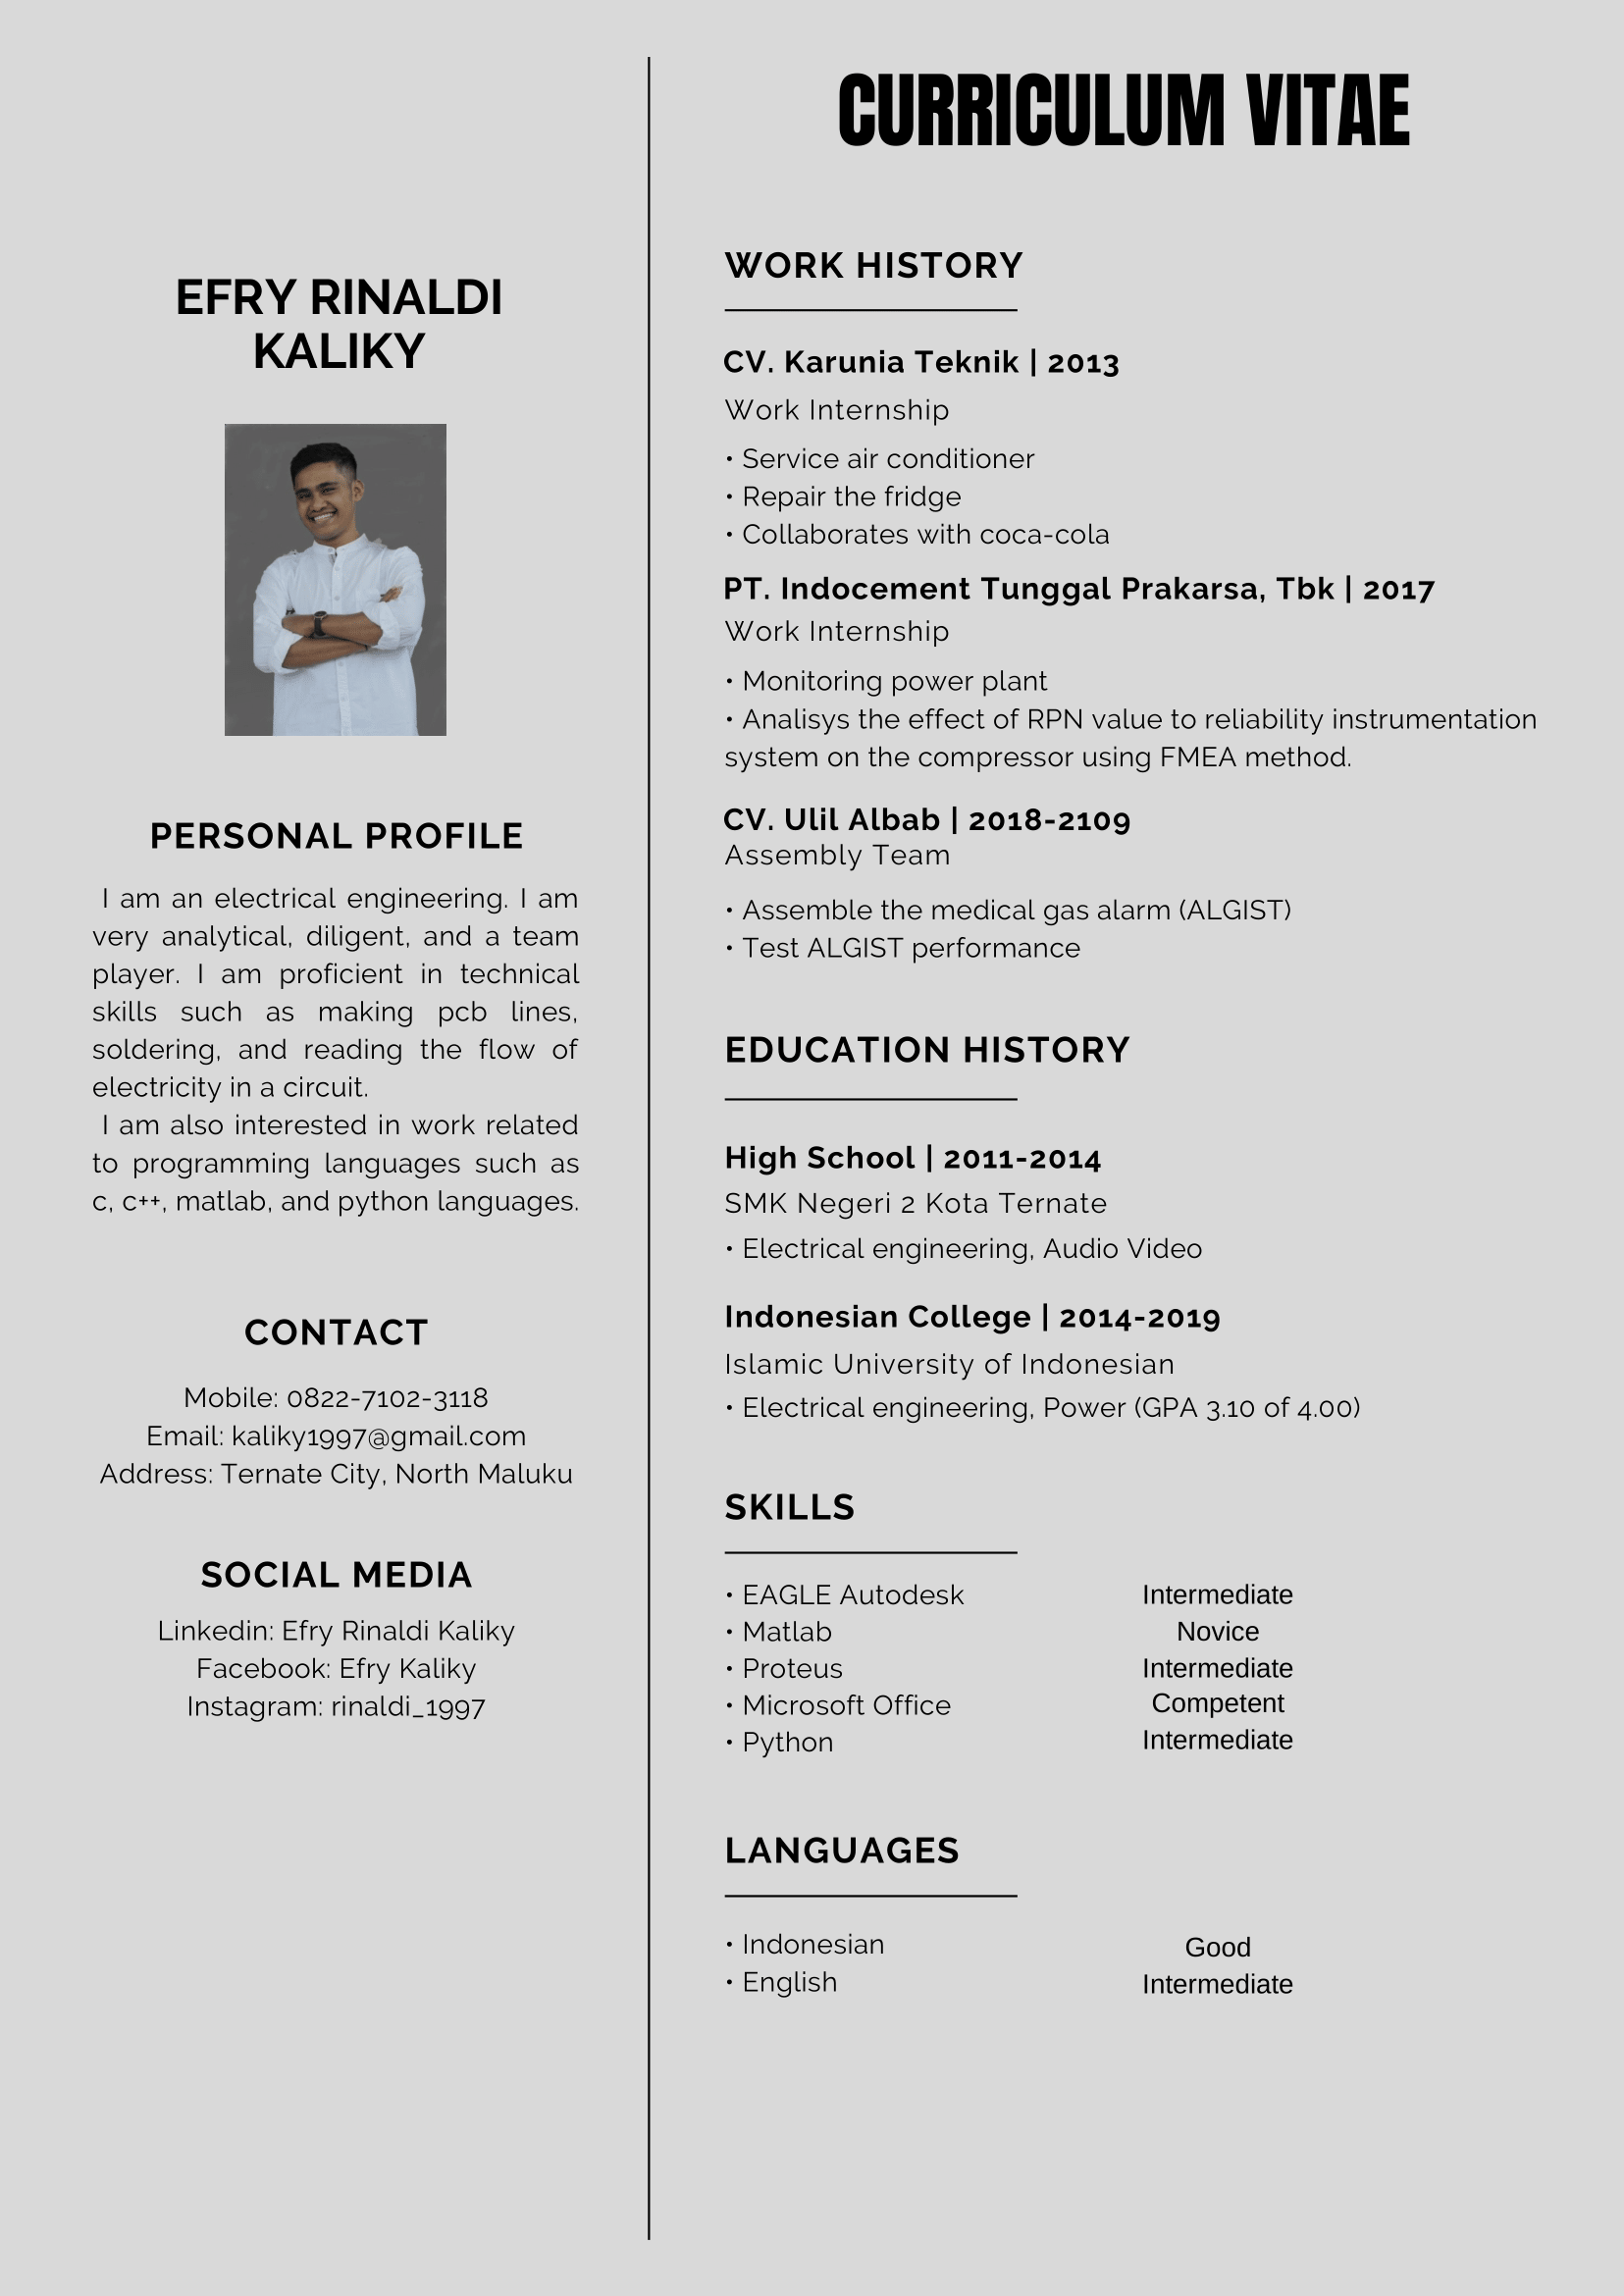 CURRICULUM VITAE
EFRY RINALDI
KALIKY
PERSONAL PROFILE
I am an electrical engineering. I am
very analytical, diligent, and a team
player. I am proficient in technical
skills such as making pcb lines,
soldering, and reading the flow of
electricity in a circuit.
I am also interested in work related
to programming languages such as
c, c++, matlab, and python languages.
CONTACT
Mobile: 0822-7102-3118
Email: kaliky1997@gmail.com
Address: Ternate City, North Maluku
SOCIAL MEDIA
Linkedin: Efry Rinaldi Kaliky
Facebook: Efry Kaliky
Instagram: rinaldi_1997
WORK HISTORY
CV. Karunia Teknik | 2013
Work Internship
• Service air conditioner
• Repair the fridge
• Collaborates with coca-cola
PT. Indocement Tunggal Prakarsa, Tbk | 2017
Work Internship
• Monitoring power plant
• Analisys the effect of RPN value to reliability instrumentation
system on the compressor using FMEA method.
CV. Ulil Albab | 2018-2109
Assembly Team
• Assemble the medical gas alarm (ALGIST)
• Test ALGIST performance
EDUCATION HISTORY
High School | 2011-2014
SMK Negeri 2 Kota Ternate
• Electrical engineering, Audio Video
Indonesian College | 2014-2019
Islamic University of Indonesian
• Electrical engineering, Power (GPA 3.10 of 4.00)
SKILLS
• EAGLE Autodesk Intermediate
• Matlab Novice
• Proteus Intermediate
• Microsoft Office Competent
• Python Intermediate
LANGUAGES
• Indonesian Good
• English Intermediate